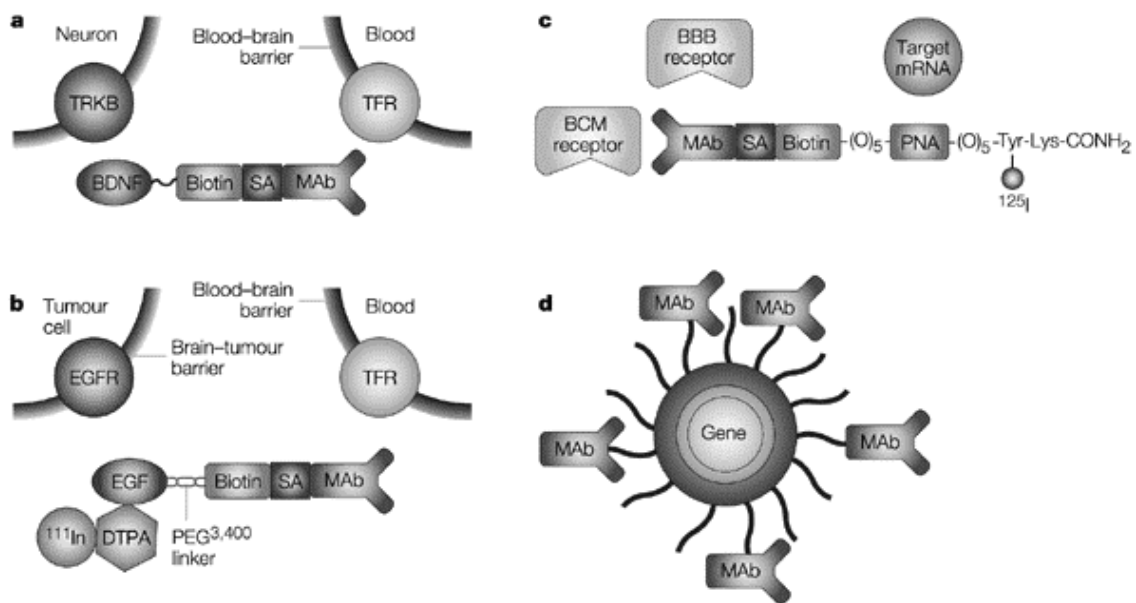 a
Neuron
Blood–brain
barrier
Blood
TRKB
TFR
BDNF
Biotin
SA
MAb
b
Tumour
cell
Blood–brain
barrier
Blood
Brain–tumour
barrier
EGFR
TFR
EGF
Biotin
SA
MAb
¹¹¹In
DTPA
PEG³,⁴⁰⁰
linker
c
BBB
receptor
Target
mRNA
BCM
receptor
MAb SA Biotin -(O)₅- PNA -(O)₅-Tyr-Lys-CONH₂
¹²⁵I
d
MAb
MAb
Gene
MAb
MAb
MAb